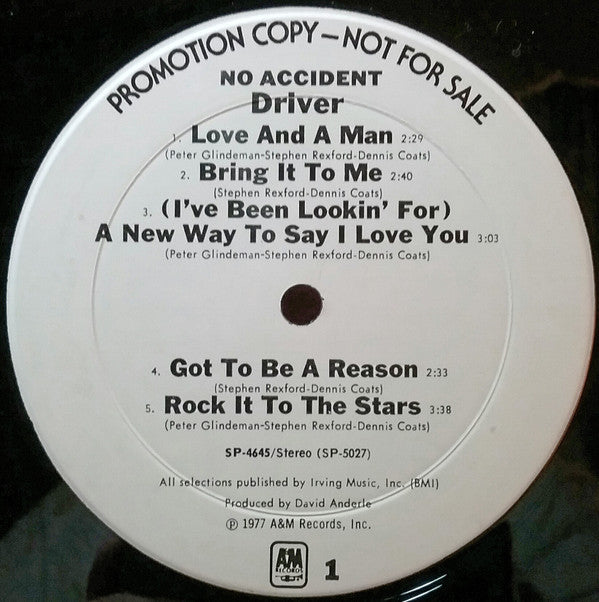 PROMOTION COPY—NOT FOR SALE
NO ACCIDENT
Driver
1. Love And A Man 2:29
(Peter Glindeman-Stephen Rexford-Dennis Coats)
2. Bring It To Me 2:40
(Stephen Rexford-Dennis Coats)
3. (I've Been Lookin' For)
A New Way To Say I Love You 3:03
(Peter Glindeman-Stephen Rexford-Dennis Coats)
4. Got To Be A Reason 2:33
(Stephen Rexford-Dennis Coats)
5. Rock It To The Stars 3:38
(Peter Glindeman-Stephen Rexford-Dennis Coats)
SP-4645/Stereo (SP-5027)
All selections published by Irving Music, Inc. (BMI)
Produced by David Anderle
℗ 1977 A&M Records, Inc.
A&M
RECORDS
1